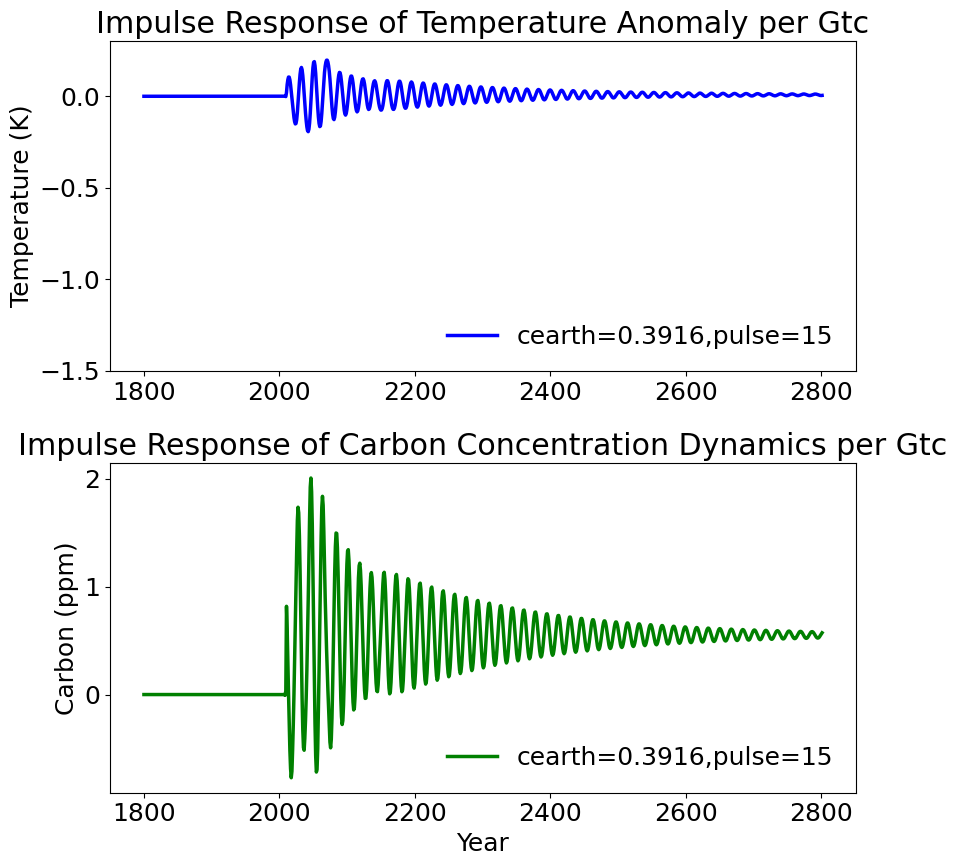 Impulse Response of Temperature Anomaly per Gtc
Temperature (K)
0.0
−0.5
−1.0
−1.5
cearth=0.3916,pulse=15
1800 2000 2200 2400 2600 2800
Impulse Response of Carbon Concentration Dynamics per Gtc
Carbon (ppm)
2
1
0
cearth=0.3916,pulse=15
1800 2000 2200 2400 2600 2800
Year